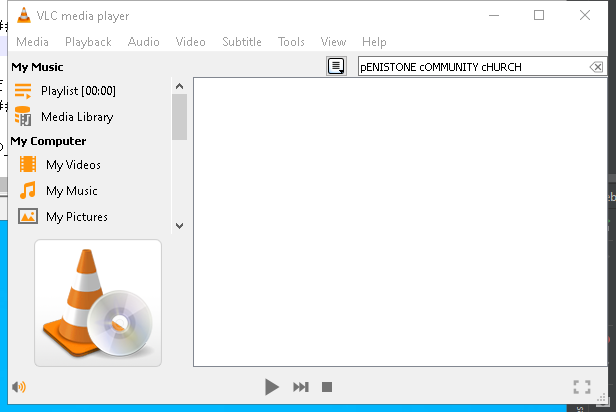 VLC media player
Media Playback Audio Video Subtitle Tools View Help
My Music
pENISTONE cOMMUNITY cHURCH
Playlist [00:00]
Media Library
My Computer
My Videos
My Music
My Pictures